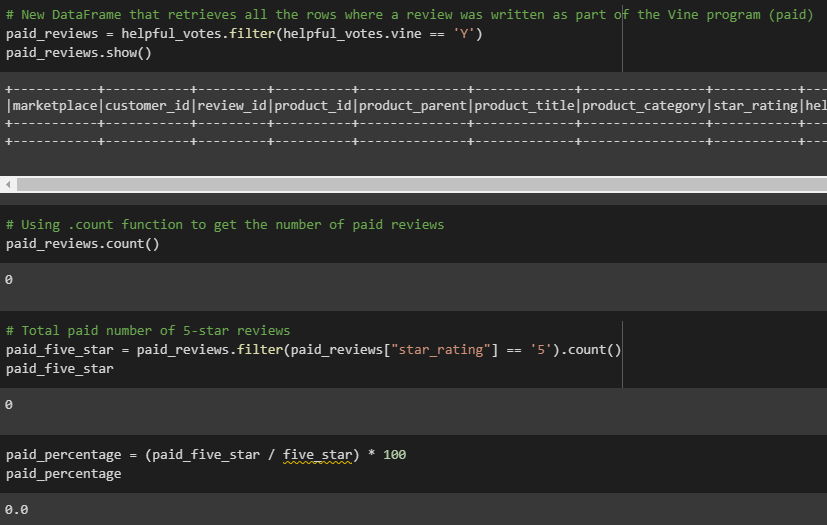 # New DataFrame that retrieves all the rows where a review was written as part of the Vine program (paid)
paid_reviews = helpful_votes.filter(helpful_votes.vine == 'Y')
paid_reviews.show()
+-----------+-----------+---------+----------+--------------+-------------+----------------+-----------+---
|marketplace|customer_id|review_id|product_id|product_parent|product_title|product_category|star_rating|hel
+-----------+-----------+---------+----------+--------------+-------------+----------------+-----------+---
+-----------+-----------+---------+----------+--------------+-------------+----------------+-----------+---
# Using .count function to get the number of paid reviews
paid_reviews.count()
0
# Total paid number of 5-star reviews
paid_five_star = paid_reviews.filter(paid_reviews["star_rating"] == '5').count()
paid_five_star
0
paid_percentage = (paid_five_star / five_star) * 100
paid_percentage
0.0